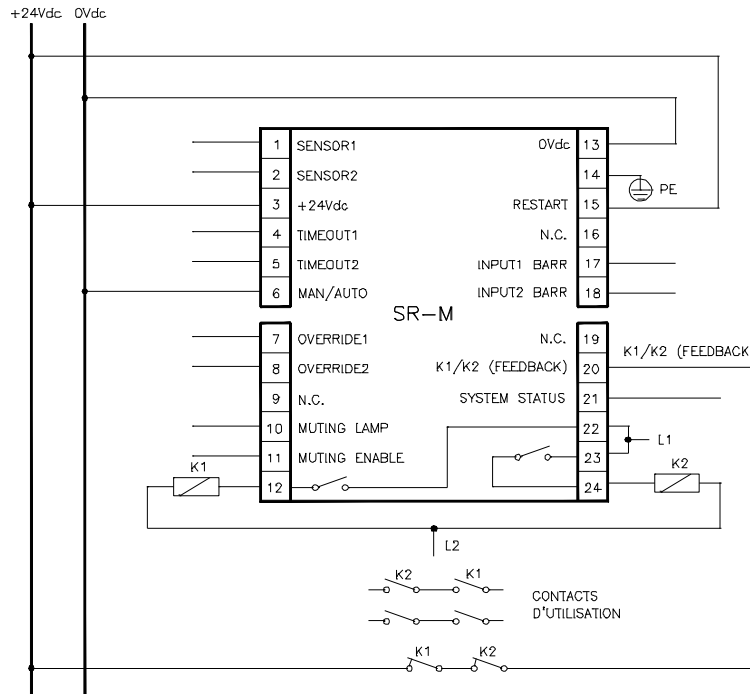 +24Vdc 0Vdc
1 SENSOR1 0Vdc 13
2 SENSOR2 14 PE
3 +24Vdc RESTART 15
4 TIMEOUT1 N.C. 16
5 TIMEOUT2 INPUT1 BARR 17
6 MAN/AUTO INPUT2 BARR 18
SR-M
7 OVERRIDE1 N.C. 19
K1/K2 (FEEDBACK
8 OVERRIDE2 K1/K2 (FEEDBACK) 20
9 N.C. SYSTEM STATUS 21
10 MUTING LAMP 22
L1
11 MUTING ENABLE 23
K1 K2
12 24
L2
K2 K1
CONTACTS
D'UTILISATION
K1 K2